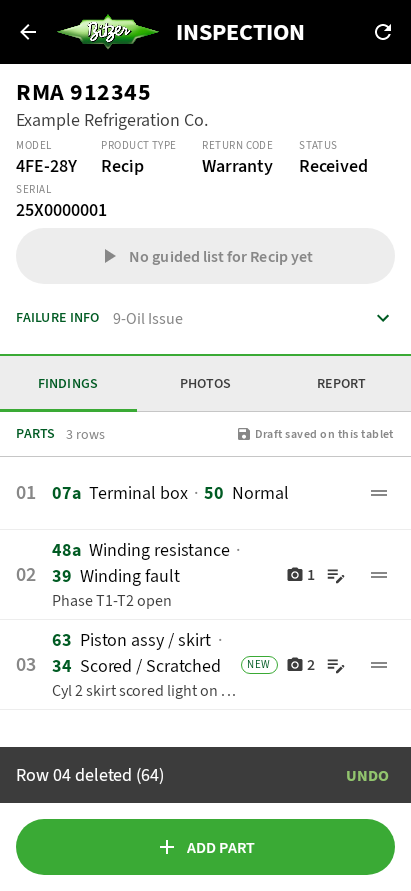 Bitzer INSPECTION
RMA 912345
Example Refrigeration Co.
MODEL PRODUCT TYPE RETURN CODE STATUS
4FE-28Y Recip Warranty Received
SERIAL
25X0000001
No guided list for Recip yet
FAILURE INFO 9-Oil Issue
FINDINGS PHOTOS REPORT
PARTS 3 rows Draft saved on this tablet
01 07a Terminal box · 50 Normal
48a Winding resistance ·
02 39 Winding fault 1
Phase T1-T2 open
63 Piston assy / skirt ·
03 34 Scored / Scratched NEW 2
Cyl 2 skirt scored light on ...
Row 04 deleted (64) UNDO
ADD PART